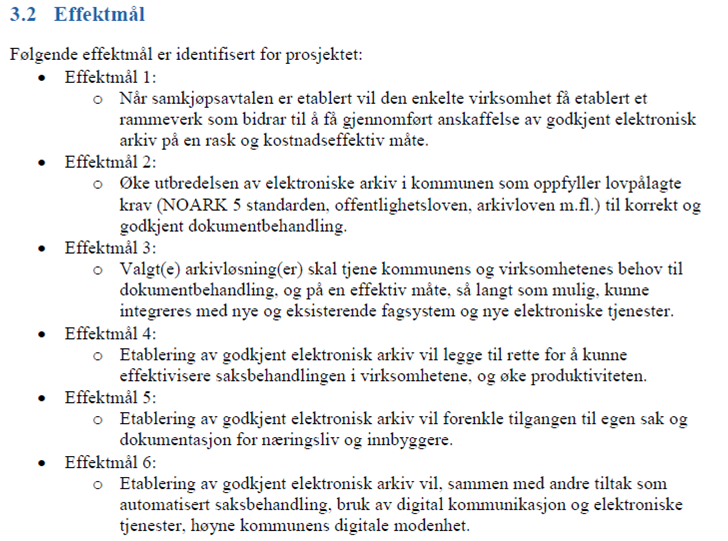 3.2 Effektmål
Følgende effektmål er identifisert for prosjektet:
• Effektmål 1:
o Når samkjøpsavtalen er etablert vil den enkelte virksomhet få etablert et
rammeverk som bidrar til å få gjennomført anskaffelse av godkjent elektronisk
arkiv på en rask og kostnadseffektiv måte.
• Effektmål 2:
o Øke utbredelsen av elektroniske arkiv i kommunen som oppfyller lovpålagte
krav (NOARK 5 standarden, offentlighetsloven, arkivloven m.fl.) til korrekt og
godkjent dokumentbehandling.
• Effektmål 3:
o Valgt(e) arkivløsning(er) skal tjene kommunens og virksomhetenes behov til
dokumentbehandling, og på en effektiv måte, så langt som mulig, kunne
integreres med nye og eksisterende fagsystem og nye elektroniske tjenester.
• Effektmål 4:
o Etablering av godkjent elektronisk arkiv vil legge til rette for å kunne
effektivisere saksbehandlingen i virksomhetene, og øke produktiviteten.
• Effektmål 5:
o Etablering av godkjent elektronisk arkiv vil forenkle tilgangen til egen sak og
dokumentasjon for næringsliv og innbyggere.
• Effektmål 6:
o Etablering av godkjent elektronisk arkiv vil, sammen med andre tiltak som
automatisert saksbehandling, bruk av digital kommunikasjon og elektroniske
tjenester, høyne kommunens digitale modenhet.